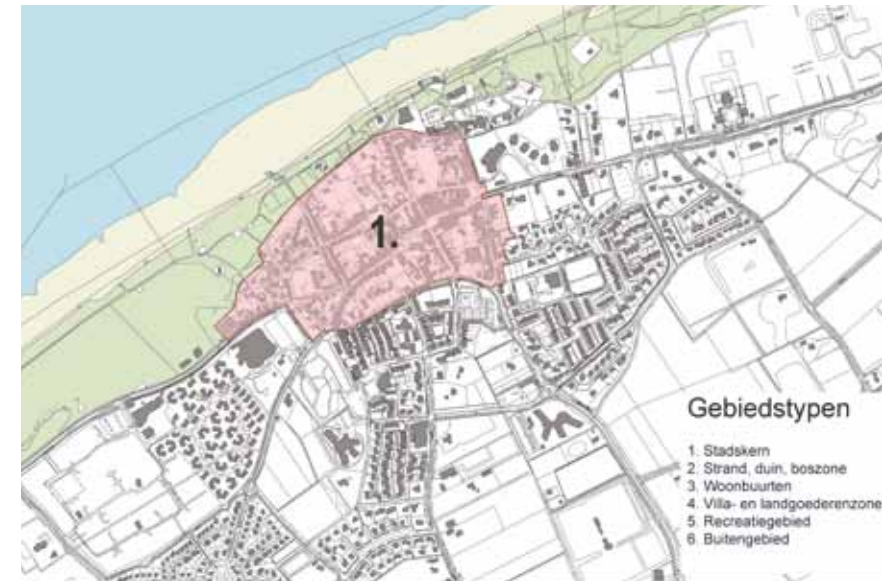 1.
Gebiedstypen
1. Stadskern
2. Strand, duin, boszone
3. Woonbuurten
4. Villa- en landgoederenzone
5. Recreatiegebied
6. Buitengebied